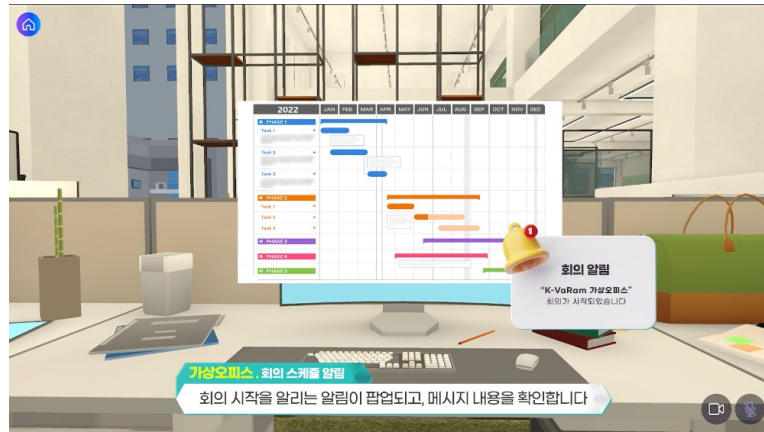 2022 JAN FEB MAR APR MAY JUN JUL AUG SEP OCT NOV DEC
PHASE 1
Task 1
Task 2
Task 3
PHASE 2
Task 1
Task 3
PHASE 3
PHASE 4
PHASE 5
1
회의 알림
"K-VaRam 가상오피스"
회의가 시작되었습니다
가상오피스. 회의 스케쥴 알림
회의 시작을 알리는 알림이 팝업되고, 메시지 내용을 확인합니다